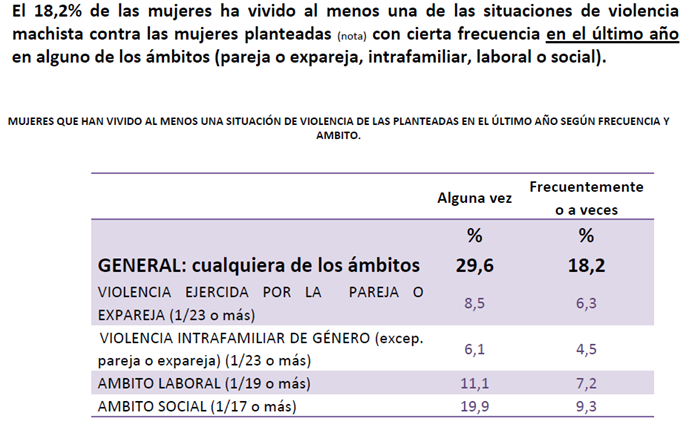 El 18,2% de las mujeres ha vivido al menos una de las situaciones de violencia
machista contra las mujeres planteadas (nota) con cierta frecuencia en el último año
en alguno de los ámbitos (pareja o expareja, intrafamiliar, laboral o social).
MUJERES QUE HAN VIVIDO AL MENOS UNA SITUACIÓN DE VIOLENCIA DE LAS PLANTEADAS EN EL ÚLTIMO AÑO SEGÚN FRECUENCIA Y
AMBITO.
Alguna vez Frecuentemente
o a veces
% %
GENERAL: cualquiera de los ámbitos 29,6 18,2
VIOLENCIA EJERCIDA POR LA PAREJA O
EXPAREJA (1/23 o más) 8,5 6,3
VIOLENCIA INTRAFAMILIAR DE GÉNERO (excep.
pareja o expareja) (1/23 o más) 6,1 4,5
AMBITO LABORAL (1/19 o más) 11,1 7,2
AMBITO SOCIAL (1/17 o más) 19,9 9,3